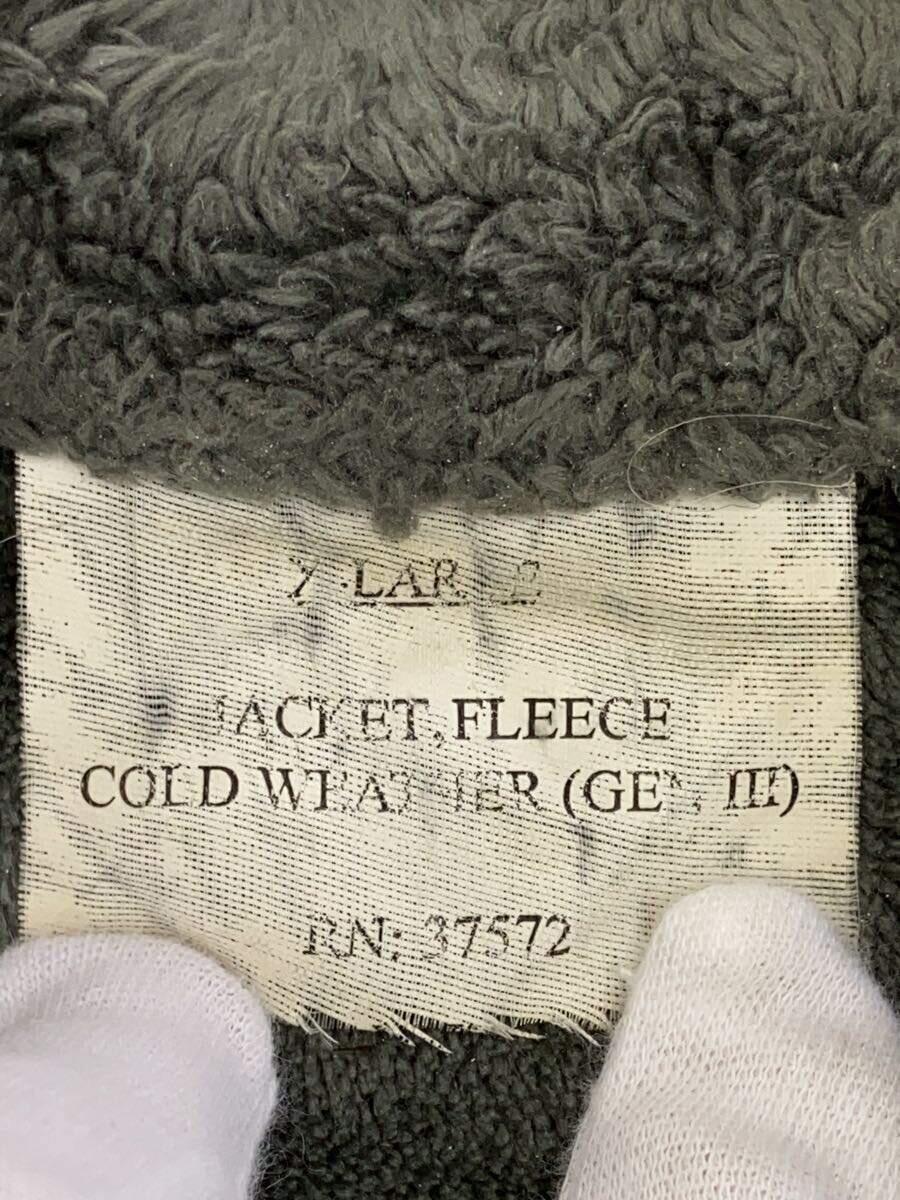 X-LARGE
JACKET, FLEECE
COLD WEATHER (GEN III)
RN: 37572